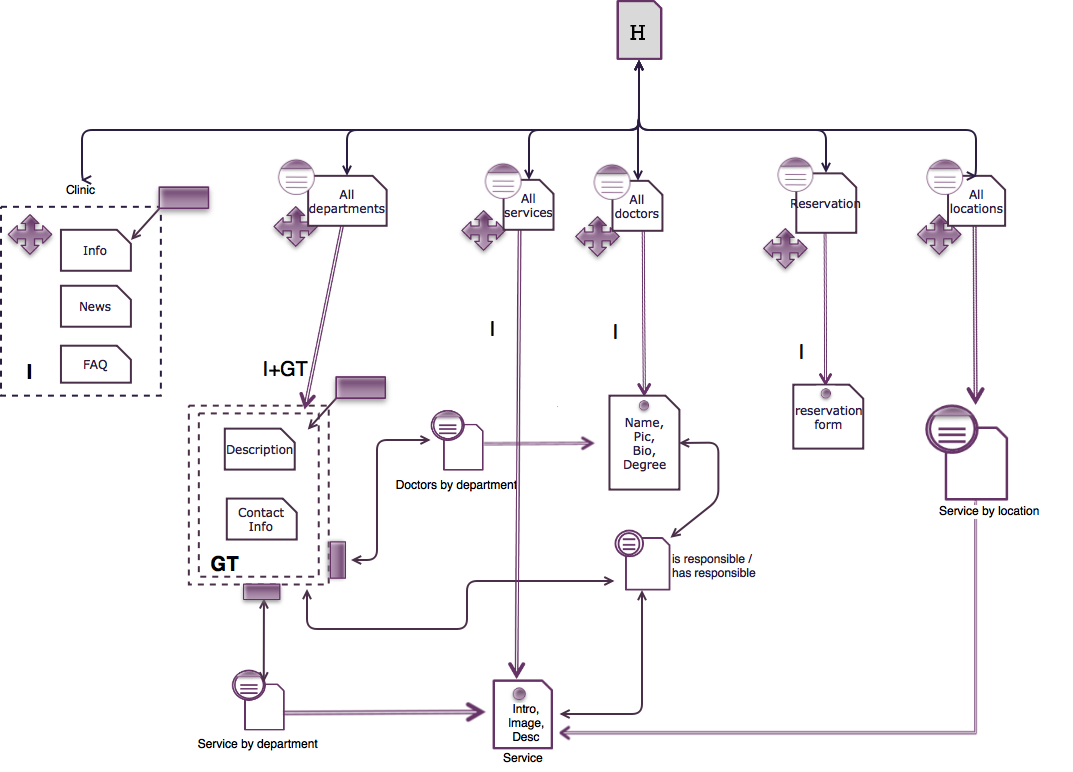 H
Clinic
Info
News
FAQ
I
All
departments
All
services
All
doctors
Reservation
All
locations
I+GT
I
I
I
Description
Contact
Info
GT
Doctors by department
Name,
Pic,
Bio,
Degree
reservation
form
Service by location
is responsible /
has responsible
Service by department
Intro,
Image,
Desc
Service